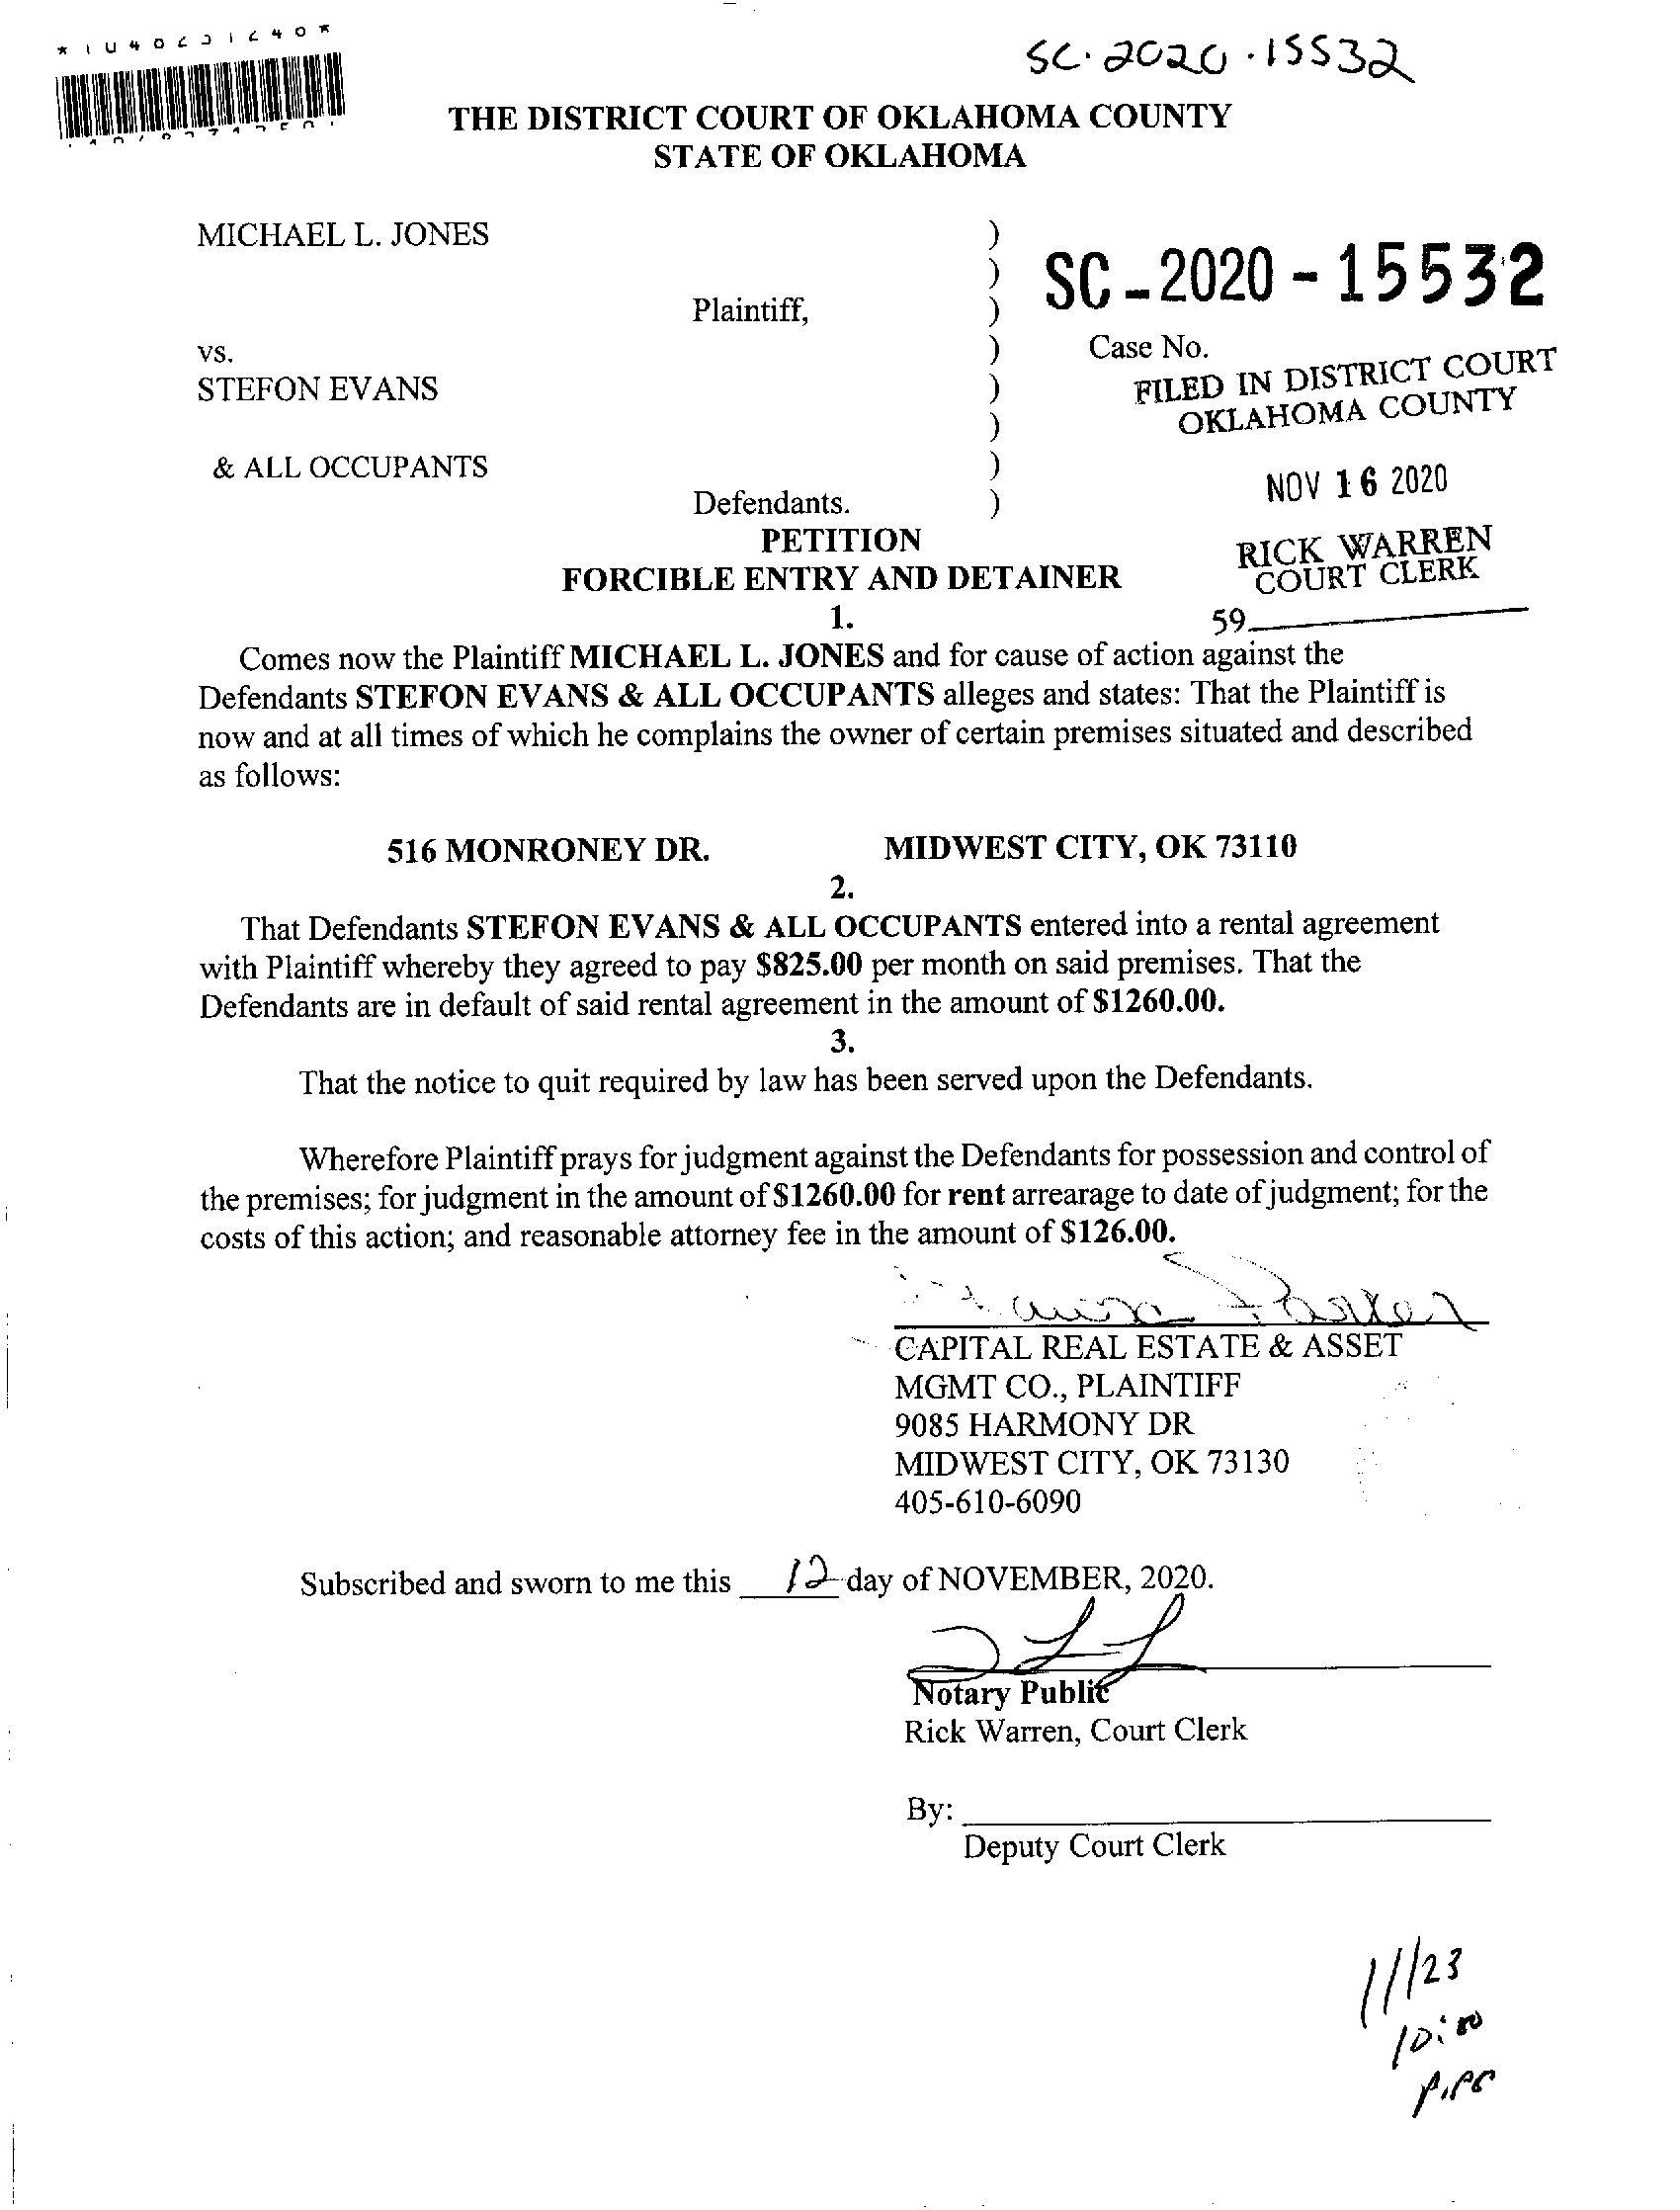 SC-2020-15532
THE DISTRICT COURT OF OKLAHOMA COUNTY
STATE OF OKLAHOMA
MICHAEL L. JONES )
)
Plaintiff, )
SC-2020-15532
vs. ) Case No.
STEFON EVANS )
FILED IN DISTRICT COURT
OKLAHOMA COUNTY
)
& ALL OCCUPANTS )
NOV 16 2020
Defendants. )
PETITION
RICK WARREN
COURT CLERK
FORCIBLE ENTRY AND DETAINER
1.
59
Comes now the Plaintiff MICHAEL L. JONES and for cause of action against the
Defendants STEFON EVANS & ALL OCCUPANTS alleges and states: That the Plaintiff is
now and at all times of which he complains the owner of certain premises situated and described
as follows:
516 MONRONEY DR. MIDWEST CITY, OK 73110
2.
That Defendants STEFON EVANS & ALL OCCUPANTS entered into a rental agreement
with Plaintiff whereby they agreed to pay $825.00 per month on said premises. That the
Defendants are in default of said rental agreement in the amount of $1260.00.
3.
That the notice to quit required by law has been served upon the Defendants.
Wherefore Plaintiff prays for judgment against the Defendants for possession and control of
the premises; for judgment in the amount of $1260.00 for rent arrearage to date of judgment; for the
costs of this action; and reasonable attorney fee in the amount of $126.00.
CAPITAL REAL ESTATE & ASSET
MGMT CO., PLAINTIFF
9085 HARMONY DR
MIDWEST CITY, OK 73130
405-610-6090
Subscribed and sworn to me this 12 day of NOVEMBER, 2020.
Notary Public
Rick Warren, Court Clerk
By:
Deputy Court Clerk
11/23
10:00